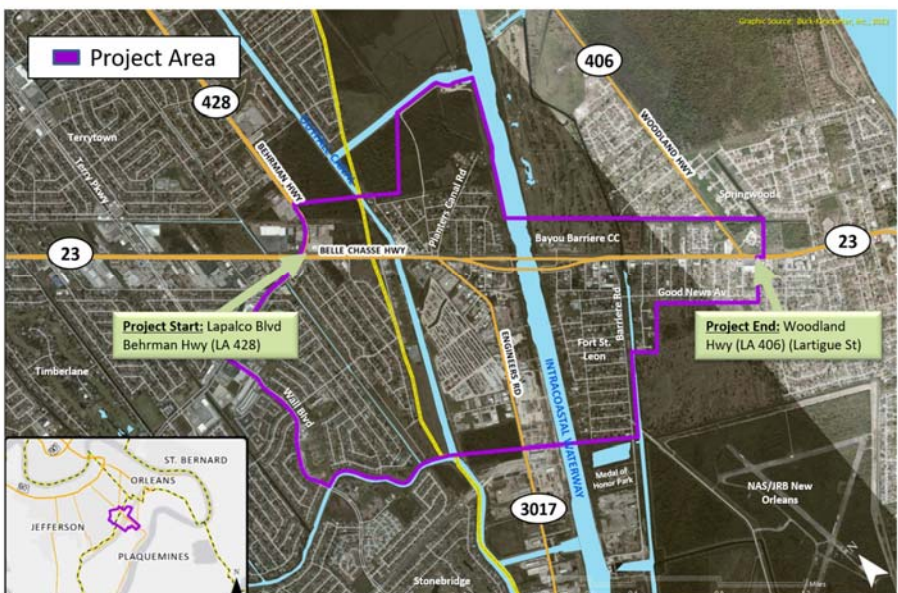 Graphic Source: Burk-Kleinpeter, Inc., 2013
Project Area
428
406
Terrytown
Terry Pkwy
BEHRMAN HWY
Planters Canal Rd
WOODLAND HWY
Springwoods
23
BELLE CHASSE HWY
Bayou Barriere CC
23
Good News Av
Barriere Rd
Project Start: Lapalco Blvd
Behrman Hwy (LA 428)
Project End: Woodland
Hwy (LA 406) (Lartigue St)
Fort St.
Leon
ENGINEERS RD
INTRACOASTAL WATERWAY
Timberlane
Wall Blvd
Medal of
Honor Park
NAS/JRB New
Orleans
3017
Stonebridge
ST. BERNARD
ORLEANS
JEFFERSON
PLAQUEMINES
N
N
Miles